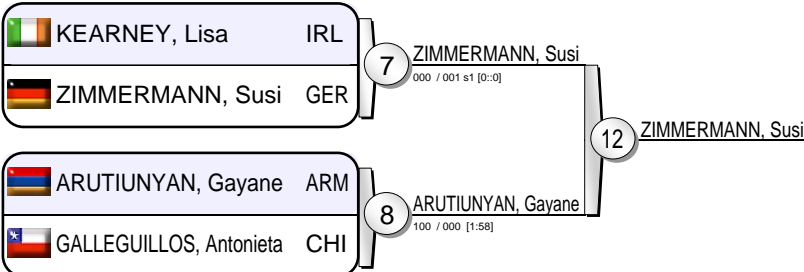 KEARNEY, Lisa IRL
ZIMMERMANN, Susi GER
7
ZIMMERMANN, Susi
000 / 001 s1 [0::0]
ARUTIUNYAN, Gayane ARM
GALLEGUILLOS, Antonieta CHI
8
ARUTIUNYAN, Gayane
100 / 000 [1:58]
12
ZIMMERMANN, Susi